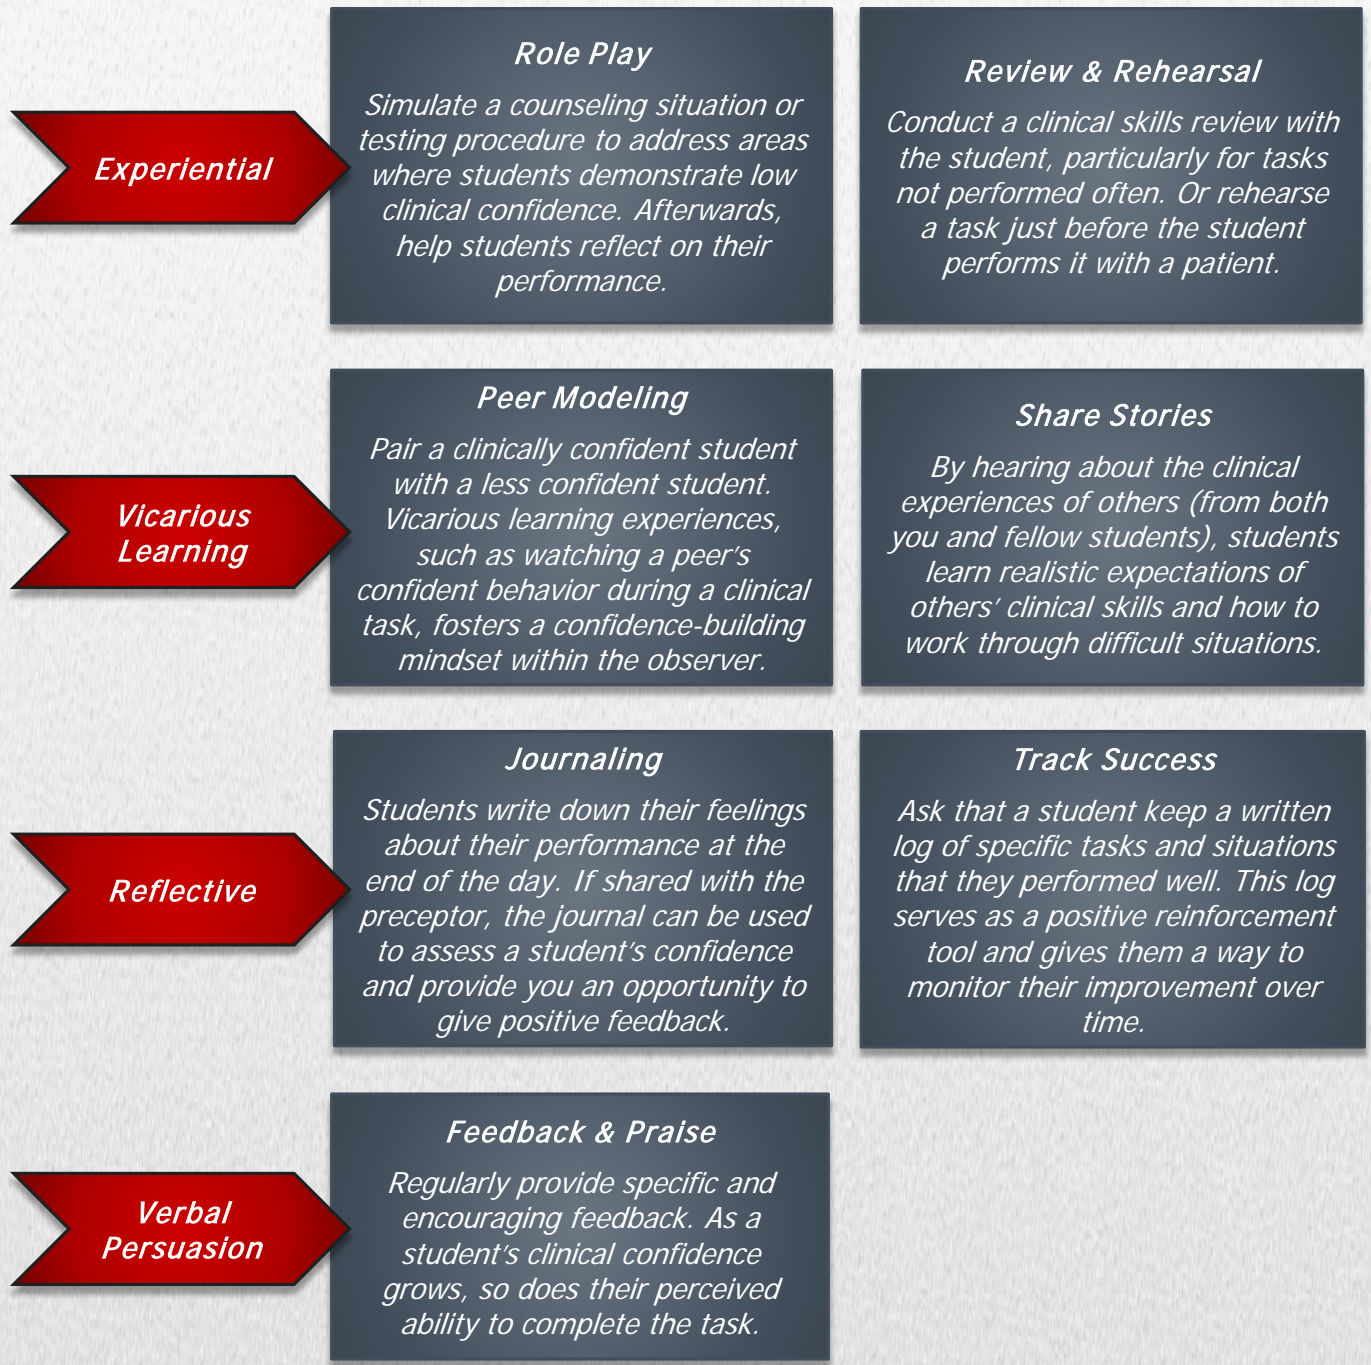 Experiential
Role Play
Simulate a counseling situation or
testing procedure to address areas
where students demonstrate low
clinical confidence. Afterwards,
help students reflect on their
performance.
Review & Rehearsal
Conduct a clinical skills review with
the student, particularly for tasks
not performed often. Or rehearse
a task just before the student
performs it with a patient.
Vicarious
Learning
Peer Modeling
Pair a clinically confident student
with a less confident student.
Vicarious learning experiences,
such as watching a peer’s
confident behavior during a clinical
task, fosters a confidence-building
mindset within the observer.
Share Stories
By hearing about the clinical
experiences of others (from both
you and fellow students), students
learn realistic expectations of
others’ clinical skills and how to
work through difficult situations.
Reflective
Journaling
Students write down their feelings
about their performance at the
end of the day. If shared with the
preceptor, the journal can be used
to assess a student’s confidence
and provide you an opportunity to
give positive feedback.
Track Success
Ask that a student keep a written
log of specific tasks and situations
that they performed well. This log
serves as a positive reinforcement
tool and gives them a way to
monitor their improvement over
time.
Verbal
Persuasion
Feedback & Praise
Regularly provide specific and
encouraging feedback. As a
student’s clinical confidence
grows, so does their perceived
ability to complete the task.